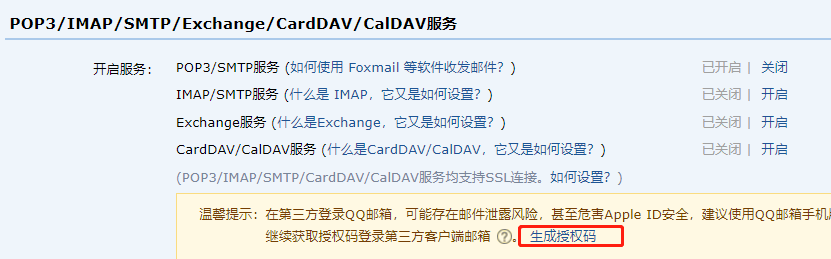 POP3/IMAP/SMTP/Exchange/CardDAV/CalDAV服务
开启服务： POP3/SMTP服务 (如何使用 Foxmail 等软件收发邮件？) 已开启 | 关闭
IMAP/SMTP服务 (什么是 IMAP，它又是如何设置？) 已关闭 | 开启
Exchange服务 (什么是Exchange，它又是如何设置？) 已关闭 | 开启
CardDAV/CalDAV服务 (什么是CardDAV/CalDAV，它又是如何设置？) 已关闭 | 开启
(POP3/IMAP/SMTP/CardDAV/CalDAV服务均支持SSL连接。如何设置？)
温馨提示：在第三方登录QQ邮箱，可能存在邮件泄露风险，甚至危害Apple ID安全，建议使用QQ邮箱手机
继续获取授权码登录第三方客户端邮箱 ? 。生成授权码